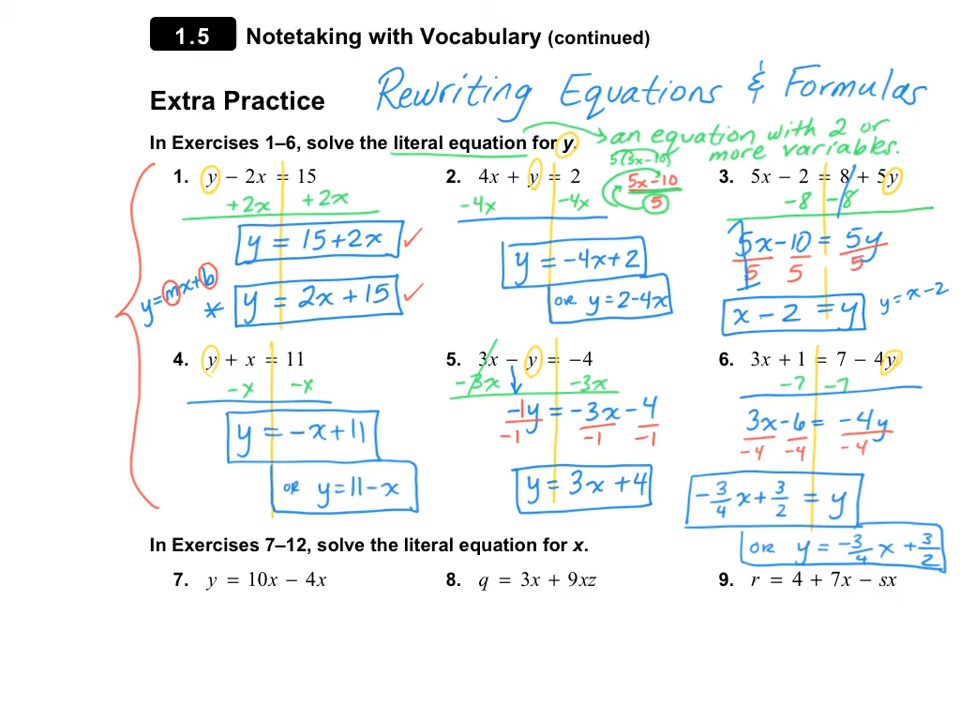 1.5 Notetaking with Vocabulary (continued)
Extra Practice Rewriting Equations & Formulas
In Exercises 1–6, solve the literal equation for y. an equation with 2 or
more variables.
1. y − 2x = 15
+2x +2x
y = 15+2x ✓
y=mx+b
* y = 2x+15 ✓
2. 4x + y = 2
-4x -4x
y = -4x+2
OR y=2-4x
5(5x-10)
5x-10
5
3. 5x − 2 = 8 + 5y
-8 -8
5x-10 = 5y
5 5 5
x-2 = y y=x-2
4. y + x = 11
-x -x
y = -x+11
OR y=11-x
5. 3x − y = −4
-3x -3x
-1y = -3x-4
-1 -1 -1
y = 3x+4
6. 3x + 1 = 7 − 4y
-7 -7
3x-6 = -4y
-4 -4 -4
-3/4 x + 3/2 = y
OR y = -3/4 x + 3/2
In Exercises 7–12, solve the literal equation for x.
7. y = 10x − 4x
8. q = 3x + 9xz
9. r = 4 + 7x − sx